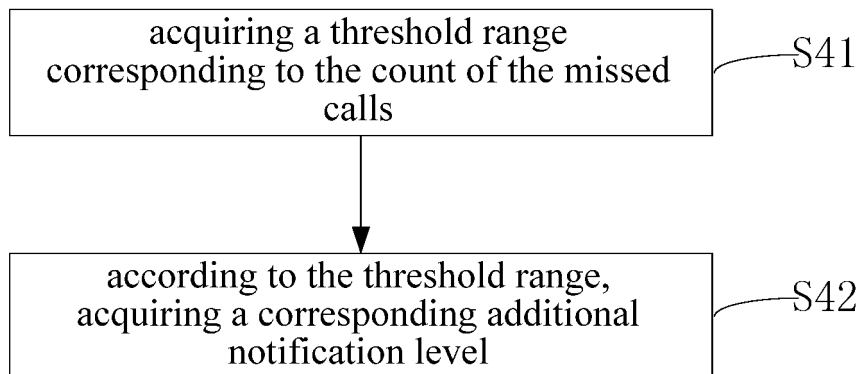 acquiring a threshold range
corresponding to the count of the missed
calls
S41
according to the threshold range,
acquiring a corresponding additional
notification level
S42